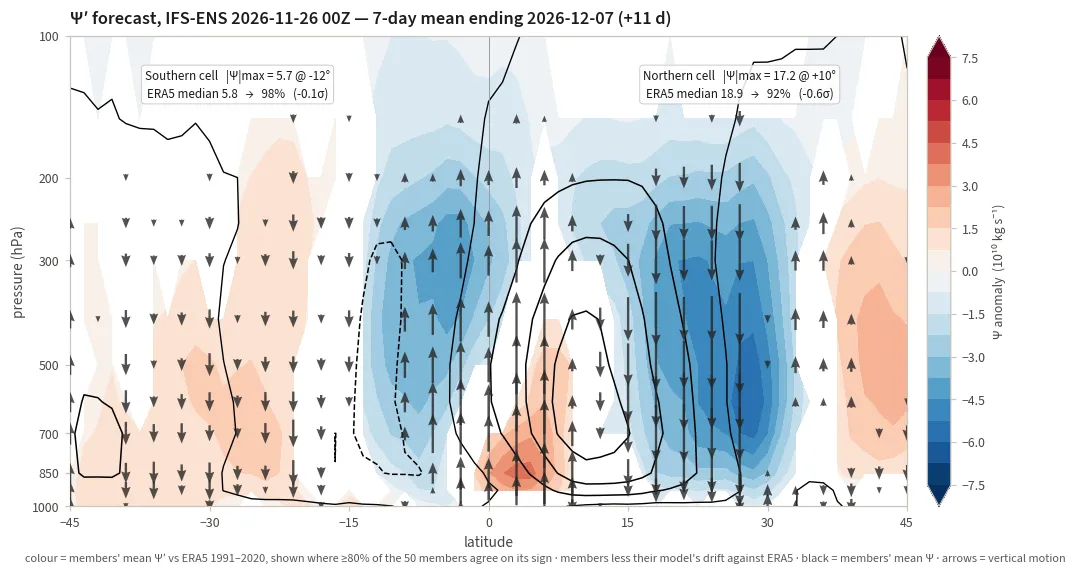 Ψ′ forecast, IFS-ENS 2026-11-26 00Z — 7-day mean ending 2026-12-07 (+11 d)
Southern cell |Ψ|max = 5.7 @ -12°
ERA5 median 5.8 → 98% (-0.1σ)
Northern cell |Ψ|max = 17.2 @ +10°
ERA5 median 18.9 → 92% (-0.6σ)
pressure (hPa)
100
200
300
500
700
850
1000
−45
−30
−15
0
15
30
45
latitude
7.5
6.0
4.5
3.0
1.5
0.0
−1.5
−3.0
−4.5
−6.0
−7.5
Ψ anomaly (10¹⁰ kg s⁻¹)
colour = members' mean Ψ′ vs ERA5 1991–2020, shown where ≥80% of the 50 members agree on its sign · members less their model's drift against ERA5 · black = members' mean Ψ · arrows = vertical motion